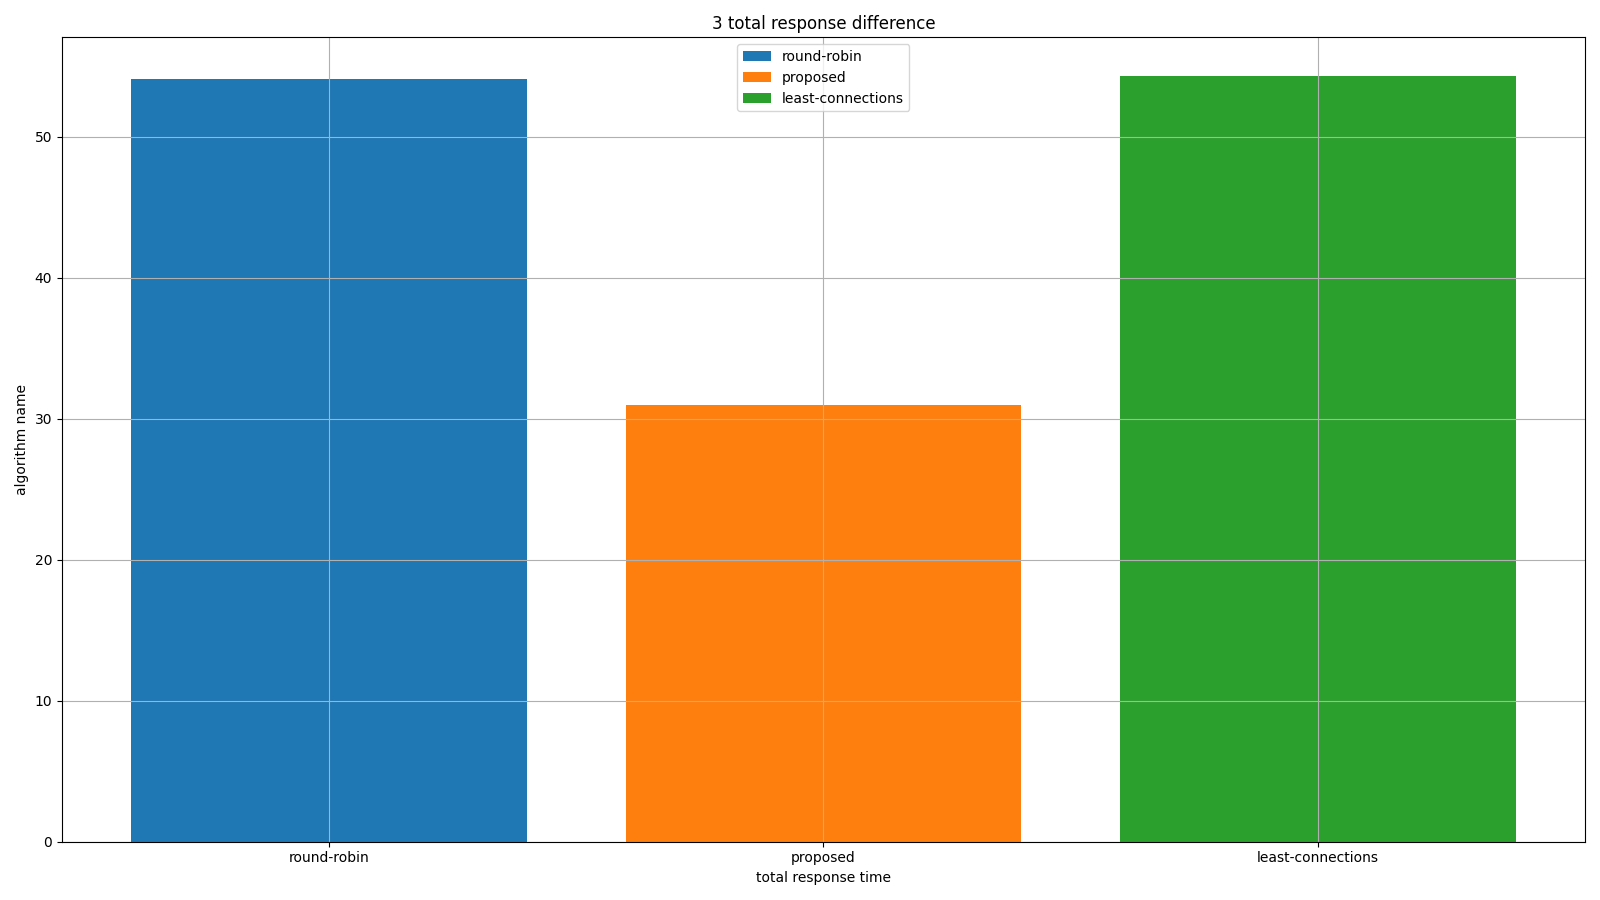 3 total response difference
round-robin
proposed
least-connections
50
40
30
20
10
0
algorithm name
round-robin
proposed
least-connections
total response time